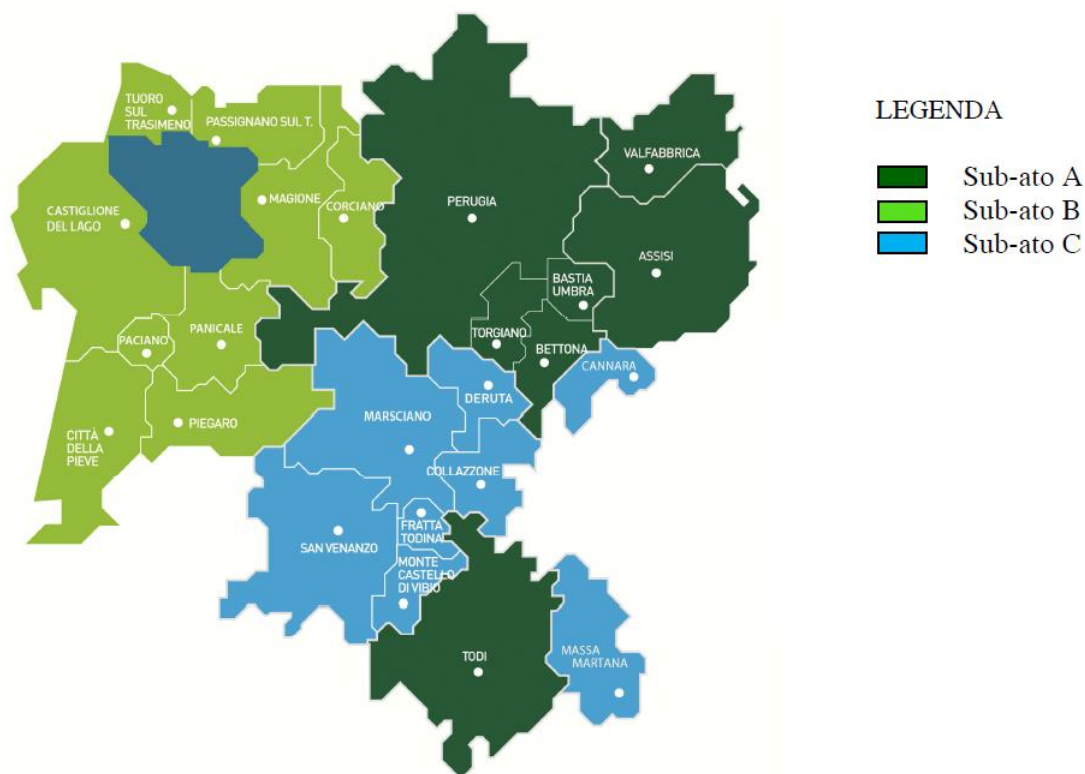 TUORO
SUL
TRASIMENO
PASSIGNANO SUL T.
VALFABBRICA
MAGIONE
CORCIANO
PERUGIA
CASTIGLIONE
DEL LAGO
ASSISI
BASTIA
UMBRA
PANICALE
TORGIANO
PACIANO
BETTONA
CANNARA
DERUTA
MARSCIANO
PIEGARO
CITTÀ
DELLA
PIEVE
COLLAZZONE
FRATTA
TODINA
SAN VENANZO
MONTE
CASTELLO
DI VIBIO
TODI
MASSA
MARTANA
LEGENDA
Sub-ato A
Sub-ato B
Sub-ato C